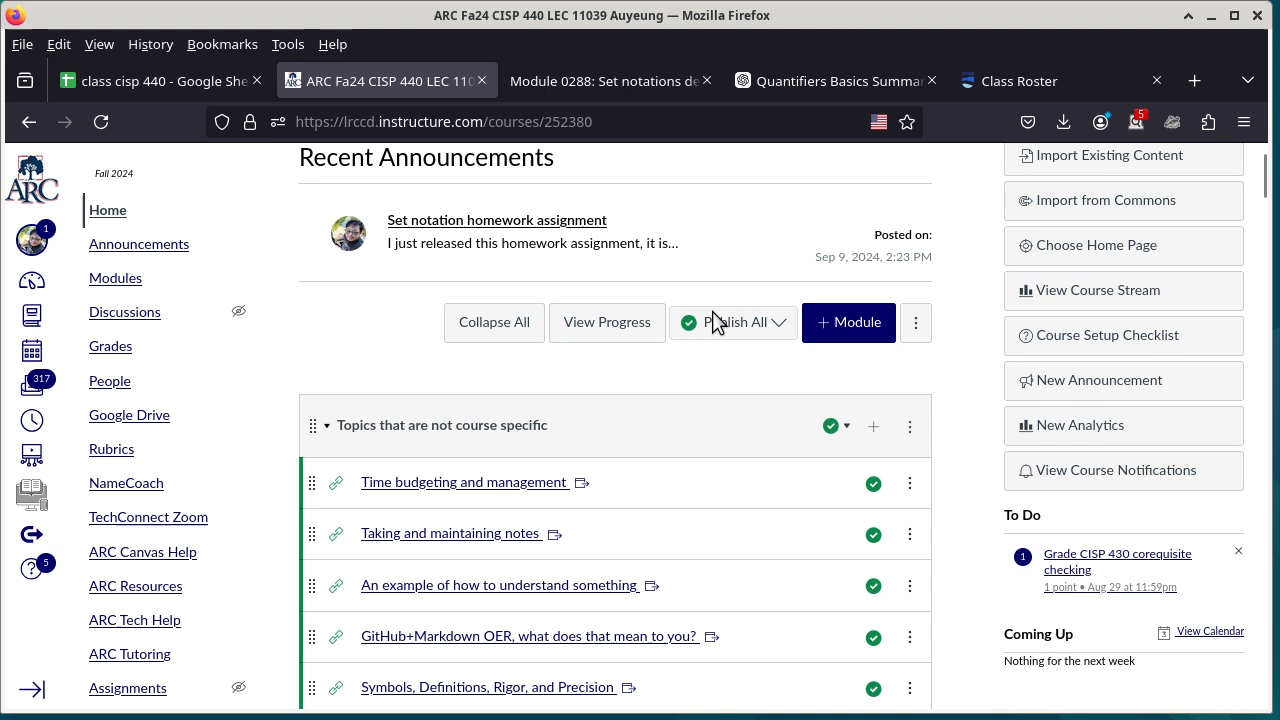 ARC Fa24 CISP 440 LEC 11039 Auyeung — Mozilla Firefox
File Edit View History Bookmarks Tools Help
class cisp 440 - Google She
ARC Fa24 CISP 440 LEC 110
Module 0288: Set notations de
Quantifiers Basics Summar
Class Roster
https://lrccd.instructure.com/courses/252380
5
ARC
1
317
5
Fall 2024
Home
Announcements
Modules
Discussions
Grades
People
Google Drive
Rubrics
NameCoach
TechConnect Zoom
ARC Canvas Help
ARC Resources
ARC Tech Help
ARC Tutoring
Assignments
Recent Announcements
Set notation homework assignment
I just released this homework assignment, it is...
Posted on:
Sep 9, 2024, 2:23 PM
Collapse All
View Progress
Publish All
+ Module
Topics that are not course specific
Time budgeting and management
Taking and maintaining notes
An example of how to understand something
GitHub+Markdown OER, what does that mean to you?
Symbols, Definitions, Rigor, and Precision
Import Existing Content
Import from Commons
Choose Home Page
View Course Stream
Course Setup Checklist
New Announcement
New Analytics
View Course Notifications
To Do
1
Grade CISP 430 corequisite
checking
1 point • Aug 29 at 11:59pm
Coming Up
View Calendar
Nothing for the next week